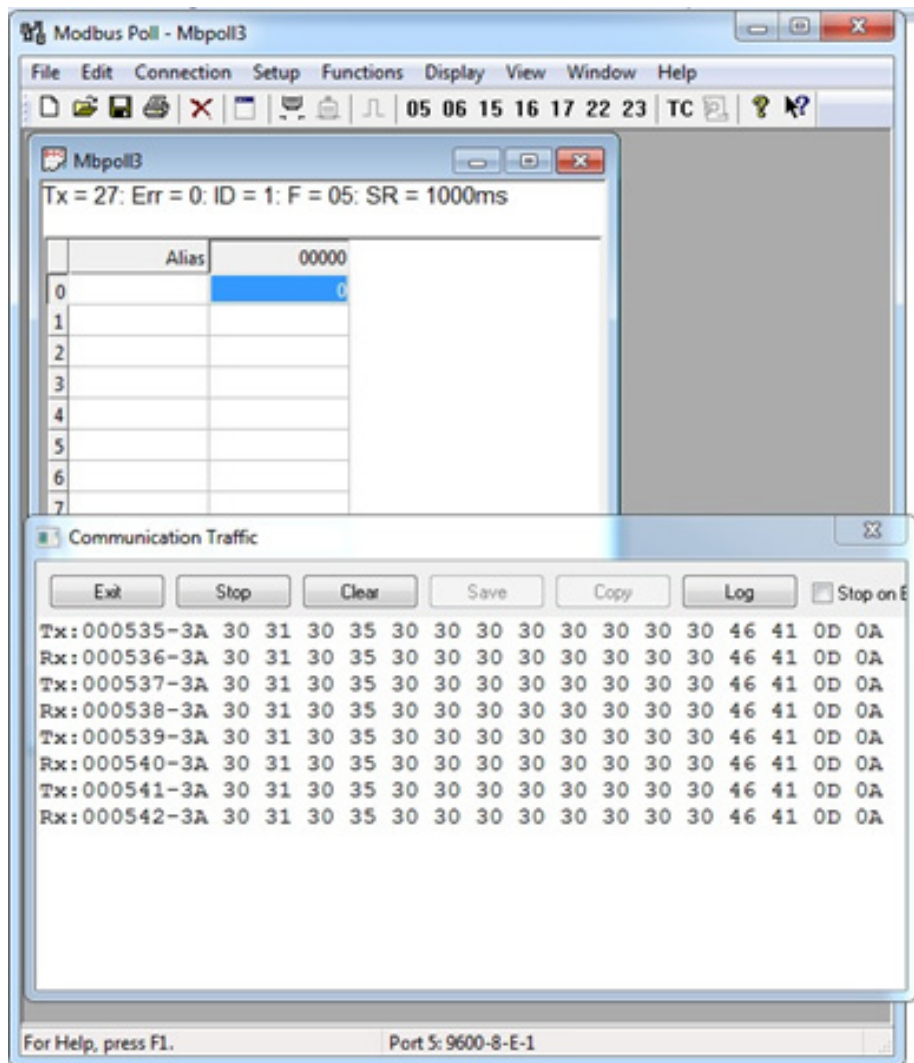 Modbus Poll - Mbpoll3
File Edit Connection Setup Functions Display View Window Help
05 06 15 16 17 22 23 TC
Mbpoll3
Tx = 27: Err = 0: ID = 1: F = 05: SR = 1000ms
Alias 00000
0 0
1
2
3
4
5
6
7
Communication Traffic
Exit Stop Clear Save Copy Log Stop on E
Tx:000535-3A 30 31 30 35 30 30 30 30 30 30 30 30 46 41 0D 0A
Rx:000536-3A 30 31 30 35 30 30 30 30 30 30 30 30 46 41 0D 0A
Tx:000537-3A 30 31 30 35 30 30 30 30 30 30 30 30 46 41 0D 0A
Rx:000538-3A 30 31 30 35 30 30 30 30 30 30 30 30 46 41 0D 0A
Tx:000539-3A 30 31 30 35 30 30 30 30 30 30 30 30 46 41 0D 0A
Rx:000540-3A 30 31 30 35 30 30 30 30 30 30 30 30 46 41 0D 0A
Tx:000541-3A 30 31 30 35 30 30 30 30 30 30 30 30 46 41 0D 0A
Rx:000542-3A 30 31 30 35 30 30 30 30 30 30 30 30 46 41 0D 0A
For Help, press F1. Port 5: 9600-8-E-1